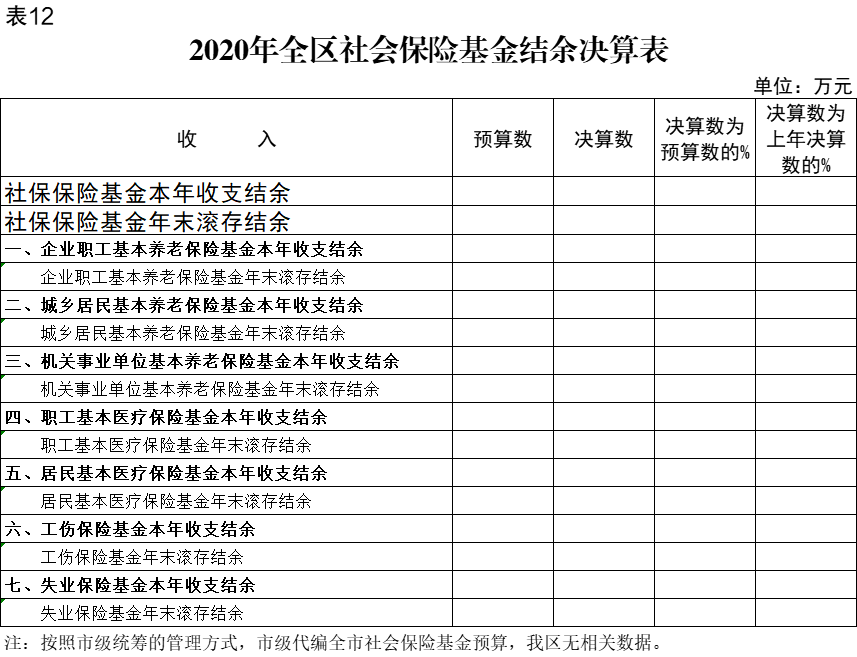 表12
2020年全区社会保险基金结余决算表
单位：万元
收 入 预算数 决算数 决算数为预算数的% 决算数为上年决算数的%
社保保险基金本年收支结余
社保保险基金年末滚存结余
一、企业职工基本养老保险基金本年收支结余
企业职工基本养老保险基金年末滚存结余
二、城乡居民基本养老保险基金本年收支结余
城乡居民基本养老保险基金年末滚存结余
三、机关事业单位基本养老保险基金本年收支结余
机关事业单位基本养老保险基金年末滚存结余
四、职工基本医疗保险基金本年收支结余
职工基本医疗保险基金年末滚存结余
五、居民基本医疗保险基金本年收支结余
居民基本医疗保险基金年末滚存结余
六、工伤保险基金本年收支结余
工伤保险基金年末滚存结余
七、失业保险基金本年收支结余
失业保险基金年末滚存结余
注：按照市级统筹的管理方式，市级代编全市社会保险基金预算，我区无相关数据。